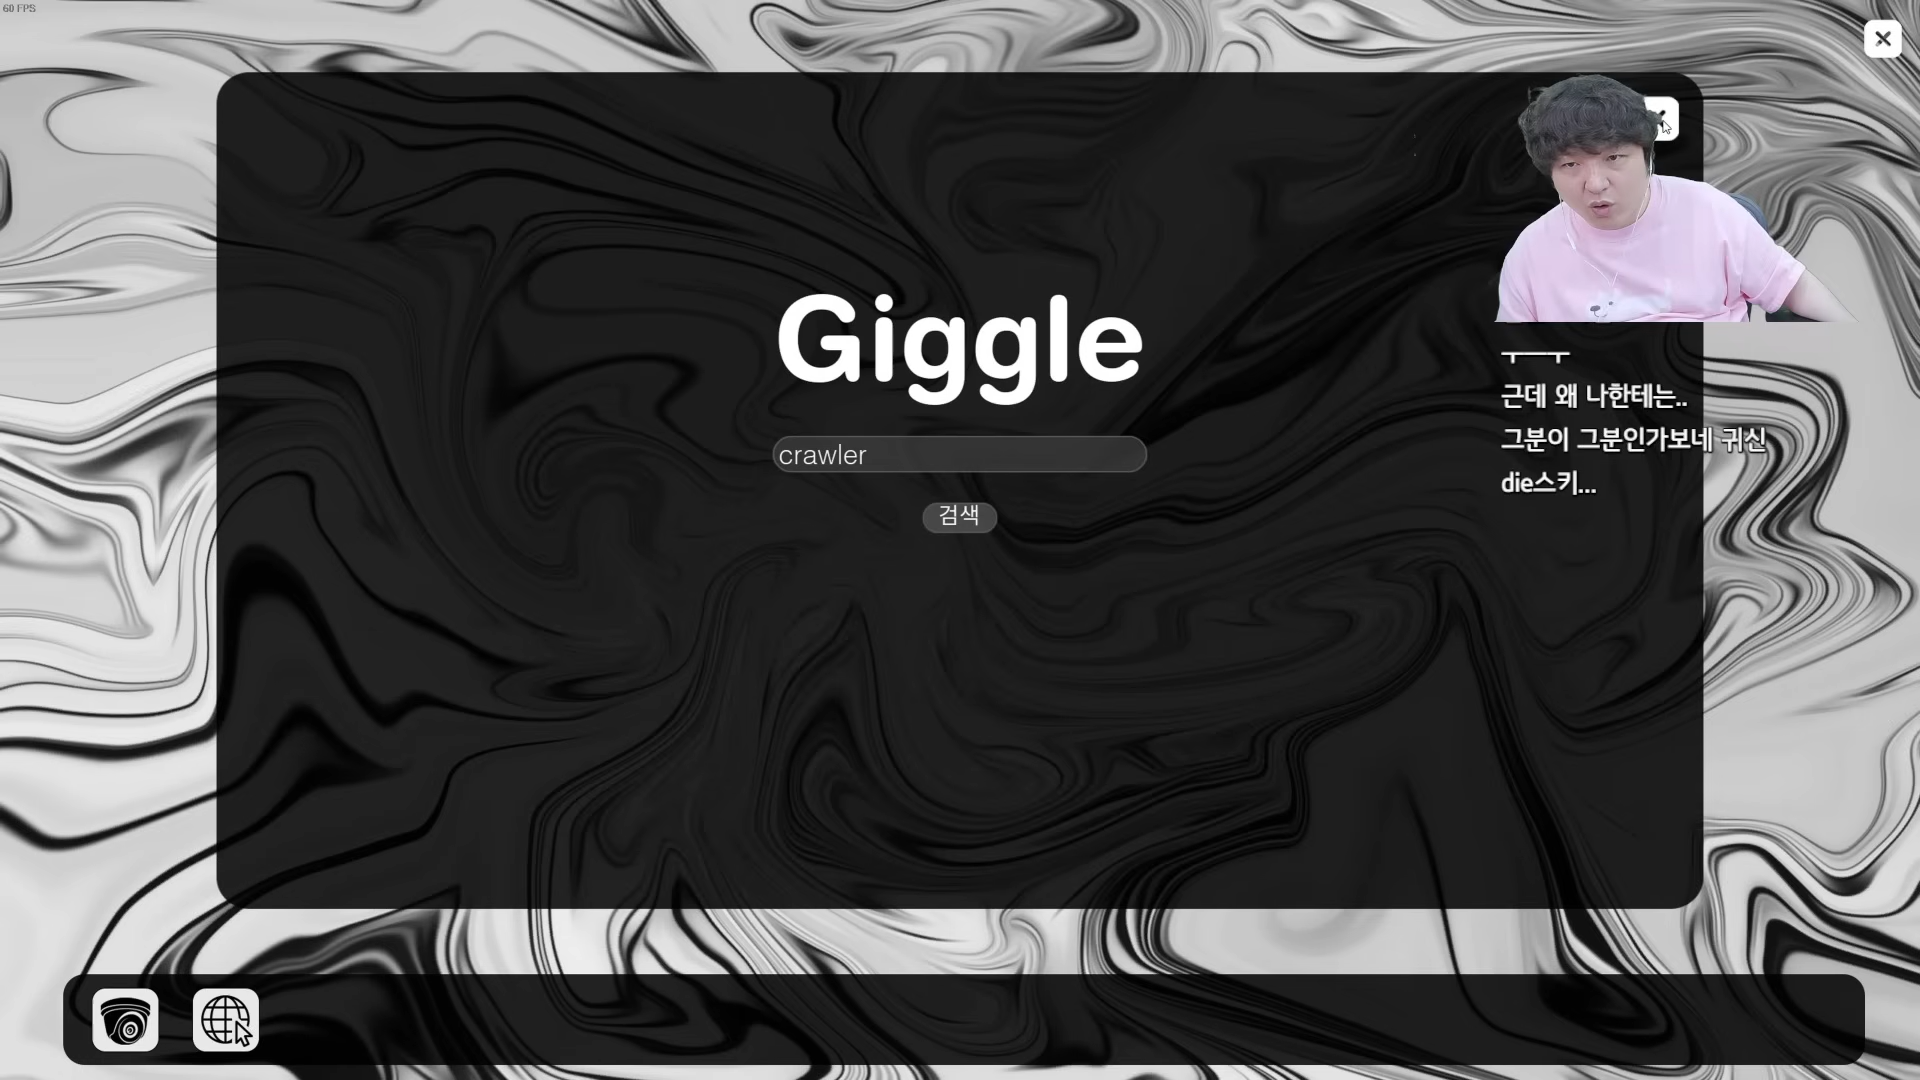 60 FPS
Giggle
crawler
검색
ㅜㅡㅜ
근데 왜 나한테는..
그분이 그분인가보네 귀신
die스키...